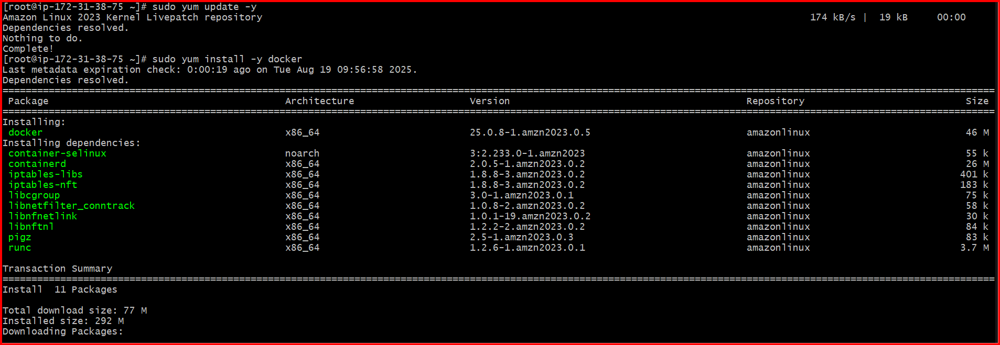 [root@ip-172-31-38-75 ~]# sudo yum update -y
Amazon Linux 2023 Kernel Livepatch repository 174 kB/s | 19 kB 00:00
Dependencies resolved.
Nothing to do.
Complete!
[root@ip-172-31-38-75 ~]# sudo yum install -y docker
Last metadata expiration check: 0:00:19 ago on Tue Aug 19 09:56:58 2025.
Dependencies resolved.
Package Architecture Version Repository Size
Installing:
docker x86_64 25.0.8-1.amzn2023.0.5 amazonlinux 46 M
Installing dependencies:
container-selinux noarch 3:2.233.0-1.amzn2023 amazonlinux 55 k
containerd x86_64 2.0.5-1.amzn2023.0.2 amazonlinux 26 M
iptables-libs x86_64 1.8.8-3.amzn2023.0.2 amazonlinux 401 k
iptables-nft x86_64 1.8.8-3.amzn2023.0.2 amazonlinux 183 k
libcgroup x86_64 3.0-1.amzn2023.0.1 amazonlinux 75 k
libnetfilter_conntrack x86_64 1.0.8-2.amzn2023.0.2 amazonlinux 58 k
libnfnetlink x86_64 1.0.1-19.amzn2023.0.2 amazonlinux 30 k
libnftnl x86_64 1.2.2-2.amzn2023.0.2 amazonlinux 84 k
pigz x86_64 2.5-1.amzn2023.0.3 amazonlinux 83 k
runc x86_64 1.2.6-1.amzn2023.0.1 amazonlinux 3.7 M
Transaction Summary
Install 11 Packages
Total download size: 77 M
Installed size: 292 M
Downloading Packages: